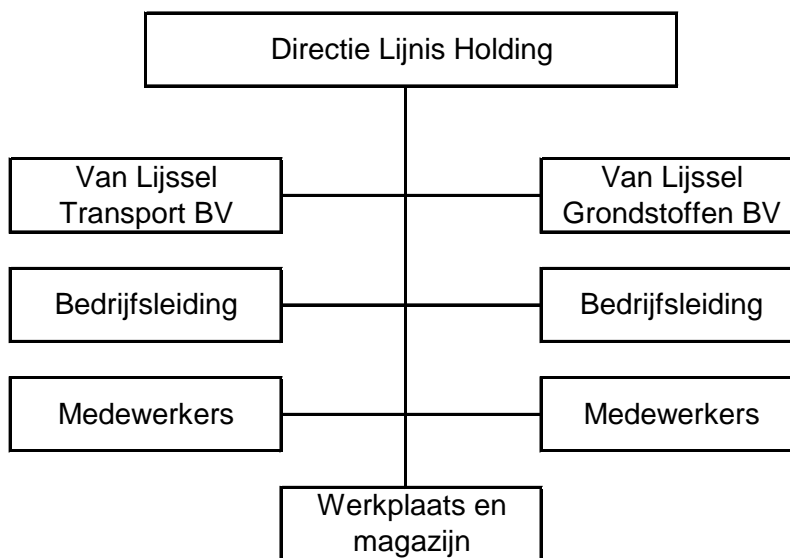 Directie Lijnis Holding
Van Lijssel
Transport BV
Van Lijssel
Grondstoffen BV
Bedrijfsleiding
Bedrijfsleiding
Medewerkers
Medewerkers
Werkplaats en
magazijn